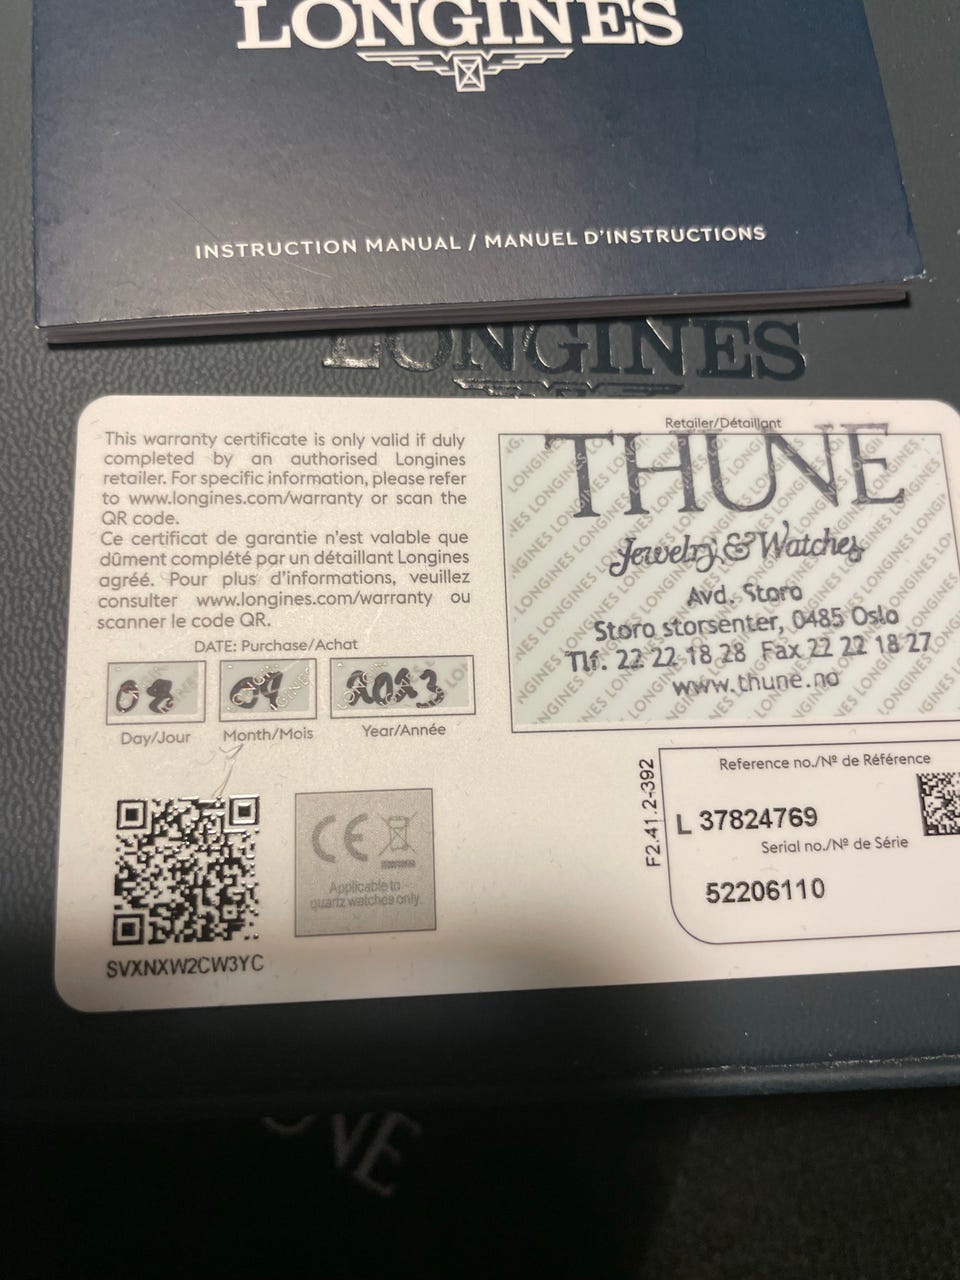 LONGINES
INSTRUCTION MANUAL / MANUEL D'INSTRUCTIONS
LONGINES
This warranty certificate is only valid if duly
completed by an authorised Longines
retailer. For specific information, please refer
to www.longines.com/warranty or scan the
QR code.
Ce certificat de garantie n'est valable que
dûment complété par un détaillant Longines
agréé. Pour plus d'informations, veuillez
consulter www.longines.com/warranty ou
scanner le code QR.
DATE: Purchase/Achat
08 04 2023
Day/Jour Month/Mois Year/Année
SVXNXW2CW3YC
CE
Applicable to
quartz watches only.
Retailer/Détaillant
THUNE
Jewelry & Watches
Avd. Storo
Storo storsenter, 0485 Oslo
Tlf. 22 22 18 28 Fax 22 22 18 27
www.thune.no
F2.41.2-392
Reference no./Nº de Référence
L 37824769
Serial no./Nº de Série
52206110